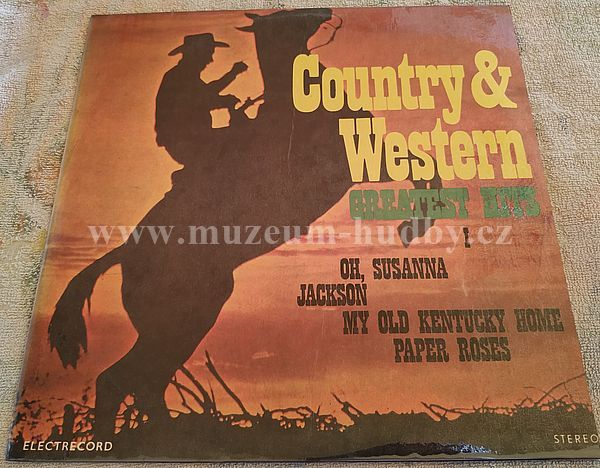 Country &
Western
GREATEST HITS
www.muzeum-hudby.cz
I
OH, SUSANNA
JACKSON
MY OLD KENTUCKY HOME
PAPER ROSES
ELECTRECORD
STEREO